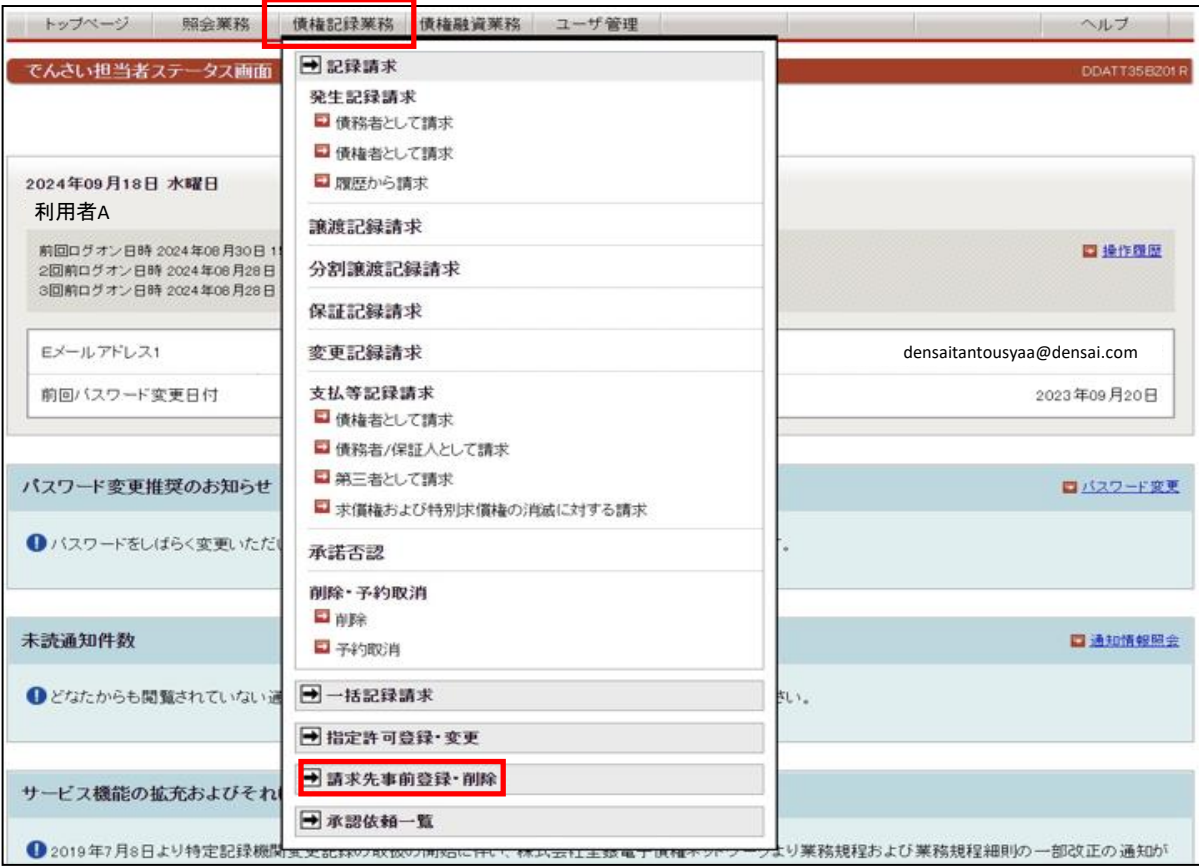 トップページ 照会業務 債権記録業務 債権融資業務 ユーザ管理 ヘルプ
でんさい担当者ステータス画面 DDATT35BZ01R
2024年09月18日 水曜日
利用者A
前回ログオン日時 2024年08月30日 1
2回前ログオン日時 2024年08月28日
3回前ログオン日時 2024年08月28日
操作履歴
Eメールアドレス1 densaitantousyaa@densai.com
前回パスワード変更日付 2023年09月20日
パスワード変更推奨のお知らせ パスワード変更
パスワードをしばらく変更いただ 。
未読通知件数 通知情報照会
どなたからも閲覧されていない通 さい。
サービス機能の拡充およびそれ
2019年7月8日より特定記録機関変更記録の取扱の開始に伴い、株式会社全銀電子債権ネットワークより業務規程および業務規程細則の一部改正の通知が
記録請求
発生記録請求
債務者として請求
債権者として請求
履歴から請求
譲渡記録請求
分割譲渡記録請求
保証記録請求
変更記録請求
支払等記録請求
債権者として請求
債務者/保証人として請求
第三者として請求
求償権および特別求償権の消滅に対する請求
承諾否認
削除・予約取消
削除
予約取消
一括記録請求
指定許可登録・変更
請求先事前登録・削除
承認依頼一覧